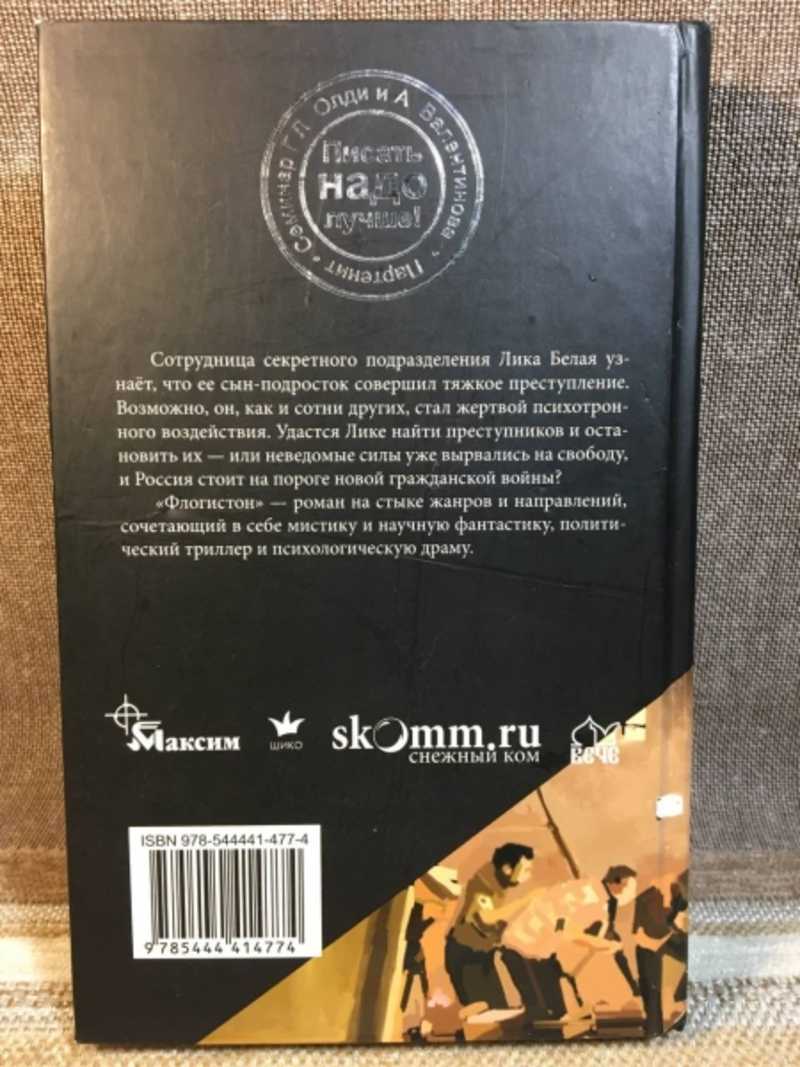 Семинар Г. Л. Олди и А. Валентинова • Партенит •
Писать
надо
лучше!
Сотрудница секретного подразделения Лика Белая уз-
наёт, что ее сын-подросток совершил тяжкое преступление.
Возможно, он, как и сотни других, стал жертвой психотрон-
ного воздействия. Удастся Лике найти преступников и оста-
новить их — или неведомые силы уже вырвались на свободу,
и Россия стоит на пороге новой гражданской войны?
«Флогистон» — роман на стыке жанров и направлений,
сочетающий в себе мистику и научную фантастику, полити-
ческий триллер и психологическую драму.
Максим
шико
skomm.ru
снежный ком
вече
ISBN 978-544441-477-4
9 785444 414774